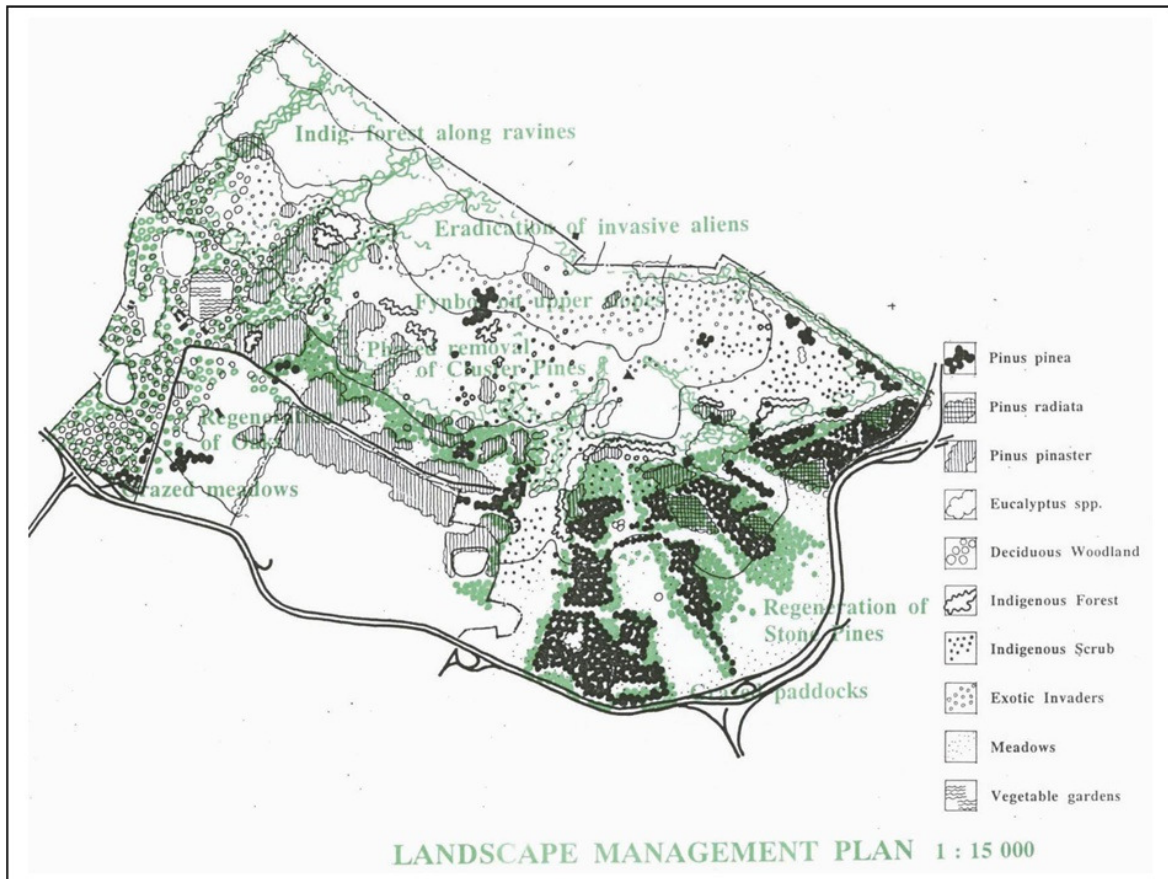 Indig. forest along ravines
Eradication of invasive aliens
Fynbos on upper slopes
Phased removal
of Cluster Pines
Regeneration
of Oaks
Grazed meadows
Regeneration of
Stone Pines
Grazed paddocks
Pinus pinea
Pinus radiata
Pinus pinaster
Eucalyptus spp.
Deciduous Woodland
Indigenous Forest
Indigenous Scrub
Exotic Invaders
Meadows
Vegetable gardens
LANDSCAPE MANAGEMENT PLAN 1 : 15 000